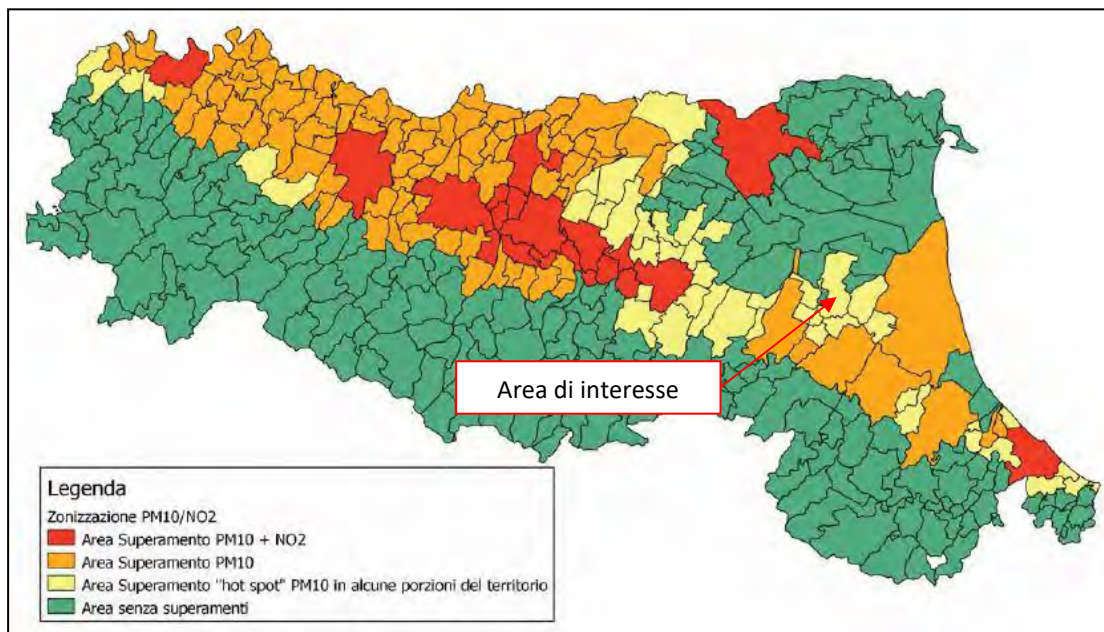 Area di interesse
Legenda
Zonizzazione PM10/NO2
Area Superamento PM10 + NO2
Area Superamento PM10
Area Superamento "hot spot" PM10 in alcune porzioni del territorio
Area senza superamenti